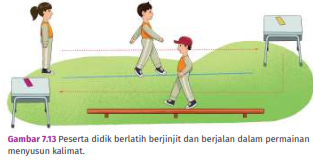 Gambar 7.13 Peserta didik berlatih berjinjit dan berjalan dalam permainan
menyusun kalimat.